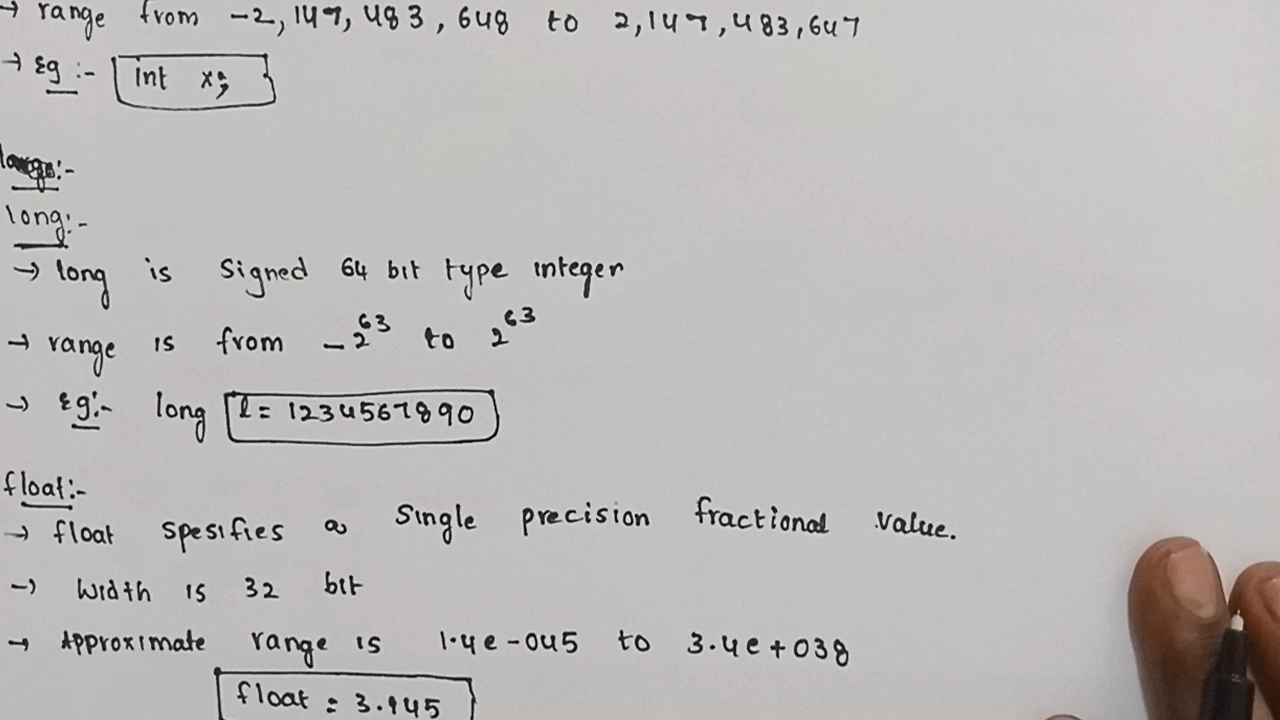 → range from -2,147,483,648 to 2,147,483,647
→ Eg :- int x;
long:-
→ long is Signed 64 bit type integer
→ range is from -2^63 to 2^63
→ Eg:- long l = 1234567890
float:-
→ float spesifies a single precision fractional value.
→ width is 32 bit
→ Approximate range is 1.4e-045 to 3.4e+038
float = 3.145